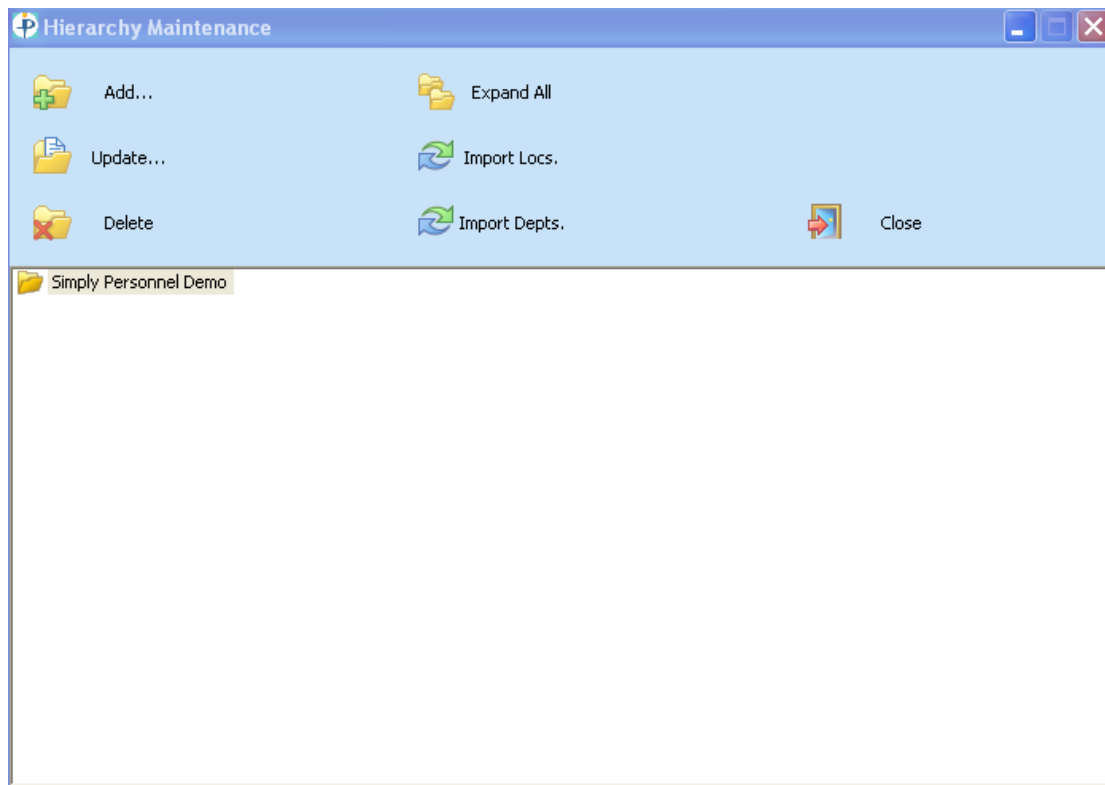 Hierarchy Maintenance
Add...
Expand All
Update...
Import Locs.
Delete
Import Depts.
Close
Simply Personnel Demo